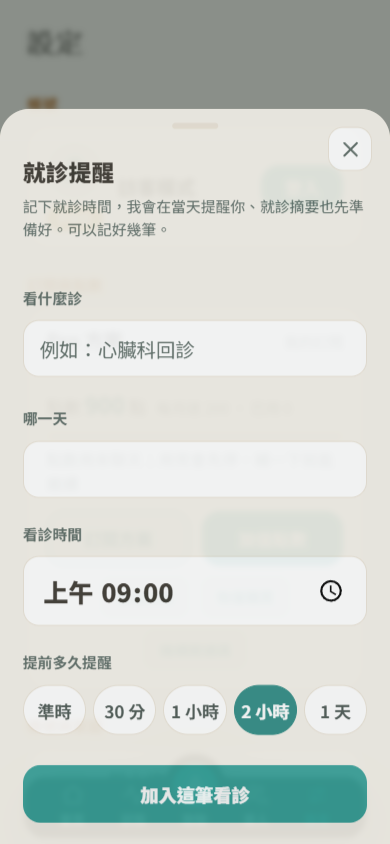 設定
就診提醒
記下就診時間，我會在當天提醒你、就診摘要也先準
備好。可以記好幾筆。
看什麼診
例如：心臟科回診
哪一天
看診時間
上午 09:00
提前多久提醒
準時
30 分
1 小時
2 小時
1 天
加入這筆看診